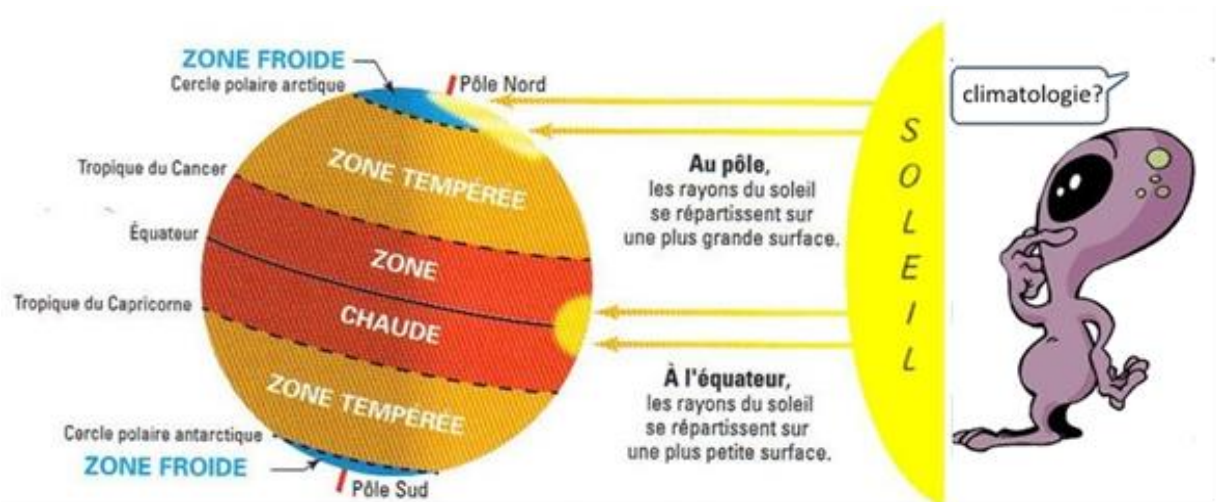 ZONE FROIDE
Cercle polaire arctique
Pôle Nord
Tropique du Cancer
Équateur
Tropique du Capricorne
Cercle polaire antarctique
ZONE FROIDE
Pôle Sud
ZONE TEMPÉRÉE
ZONE
CHAUDE
ZONE TEMPÉRÉE
Au pôle,
les rayons du soleil
se répartissent sur
une plus grande surface.
À l'équateur,
les rayons du soleil
se répartissent sur
une plus petite surface.
SOLEIL
climatologie?